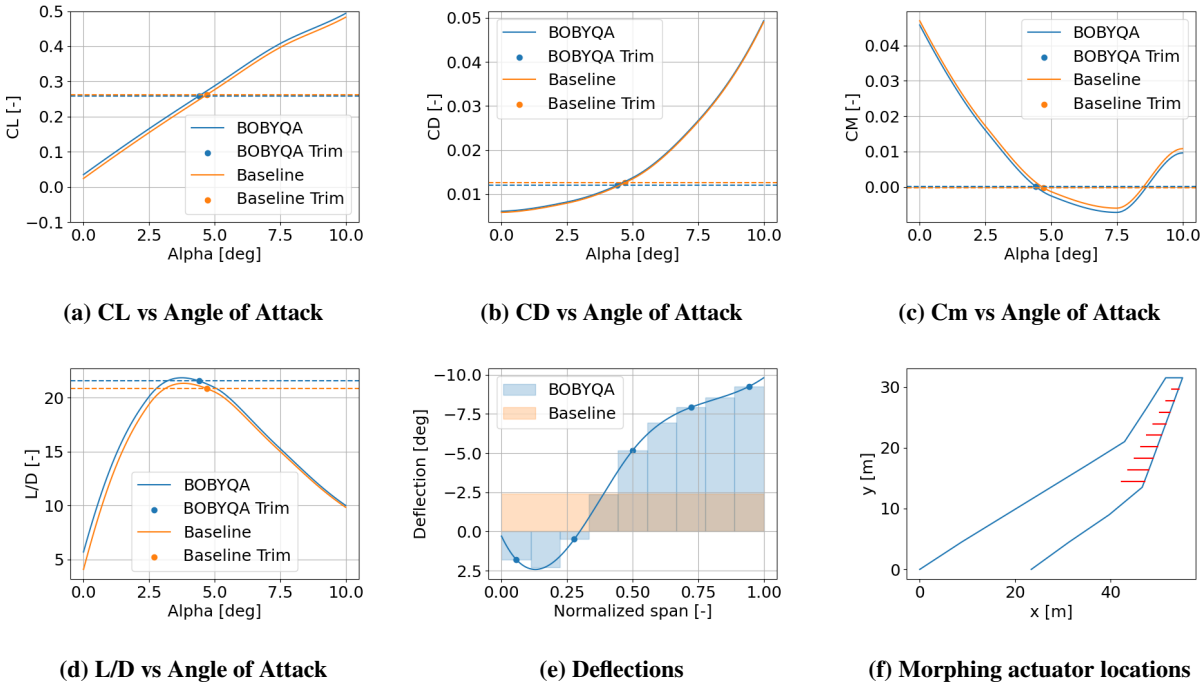 0.5
0.4
0.3
0.2
0.1
0.0
−0.1
CL [-]
BOBYQA
BOBYQA Trim
Baseline
Baseline Trim
0.0 2.5 5.0 7.5 10.0
Alpha [deg]
(a) CL vs Angle of Attack
0.05
0.04
0.03
0.02
0.01
CD [-]
BOBYQA
BOBYQA Trim
Baseline
Baseline Trim
0.0 2.5 5.0 7.5 10.0
Alpha [deg]
(b) CD vs Angle of Attack
0.04
0.03
0.02
0.01
0.00
CM [-]
BOBYQA
BOBYQA Trim
Baseline
Baseline Trim
0.0 2.5 5.0 7.5 10.0
Alpha [deg]
(c) Cm vs Angle of Attack
20
15
10
5
L/D [-]
BOBYQA
BOBYQA Trim
Baseline
Baseline Trim
0.0 2.5 5.0 7.5 10.0
Alpha [deg]
(d) L/D vs Angle of Attack
−10.0
−7.5
−5.0
−2.5
0.0
2.5
Deflection [deg]
BOBYQA
Baseline
0.00 0.25 0.50 0.75 1.00
Normalized span [-]
(e) Deflections
30
20
10
0
y [m]
0 20 40
x [m]
(f) Morphing actuator locations